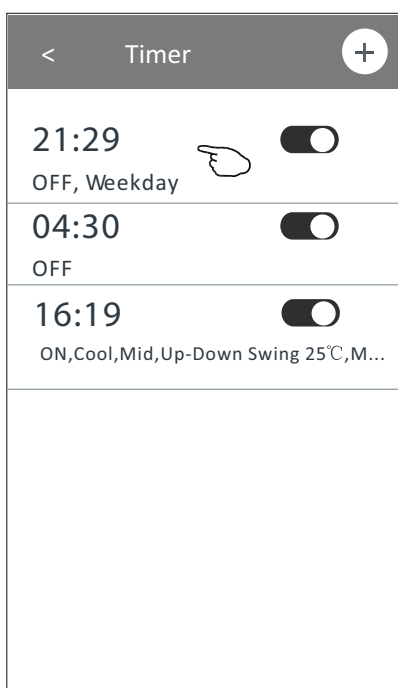 < Timer +
21:29
OFF, Weekday
04:30
OFF
16:19
ON,Cool,Mid,Up-Down Swing 25℃,M...